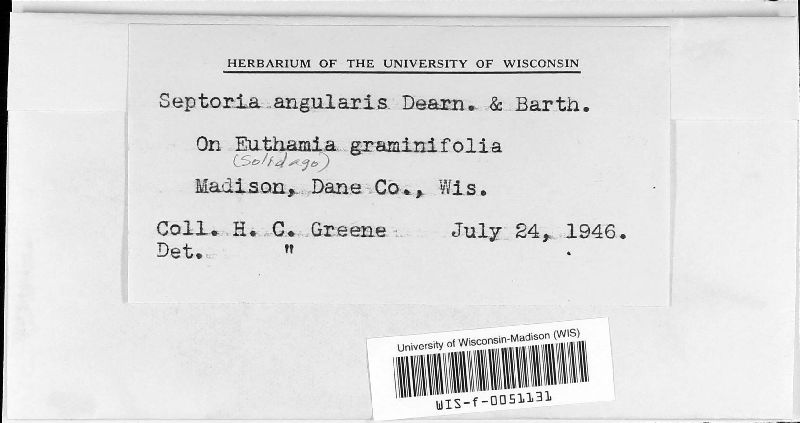 HERBARIUM OF THE UNIVERSITY OF WISCONSIN
Septoria angularis Dearn. & Barth.
On Euthamia graminifolia
(Solidago)
Madison, Dane Co., Wis.
Coll. H. C. Greene July 24, 1946.
Det. "
University of Wisconsin-Madison (WIS)
WIS-f-0051131